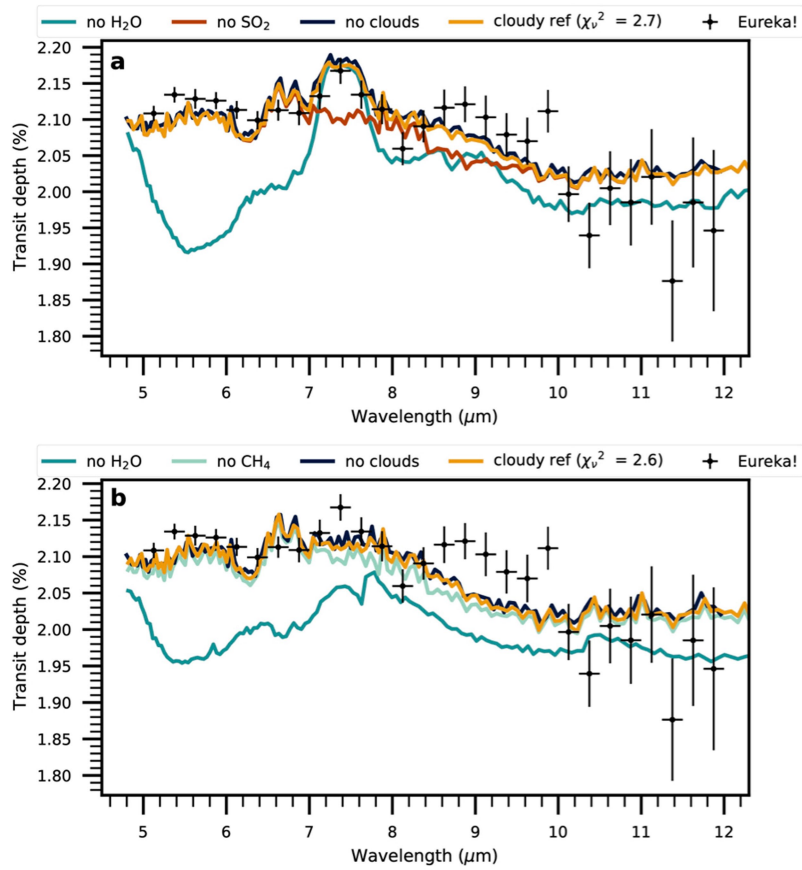 no H₂O no SO₂ no clouds cloudy ref (χᵥ² = 2.7) Eureka!
a
2.20
2.15
2.10
2.05
2.00
1.95
1.90
1.85
1.80
Transit depth (%)
5 6 7 8 9 10 11 12
Wavelength (μm)
no H₂O no CH₄ no clouds cloudy ref (χᵥ² = 2.6) Eureka!
b
2.20
2.15
2.10
2.05
2.00
1.95
1.90
1.85
1.80
Transit depth (%)
5 6 7 8 9 10 11 12
Wavelength (μm)